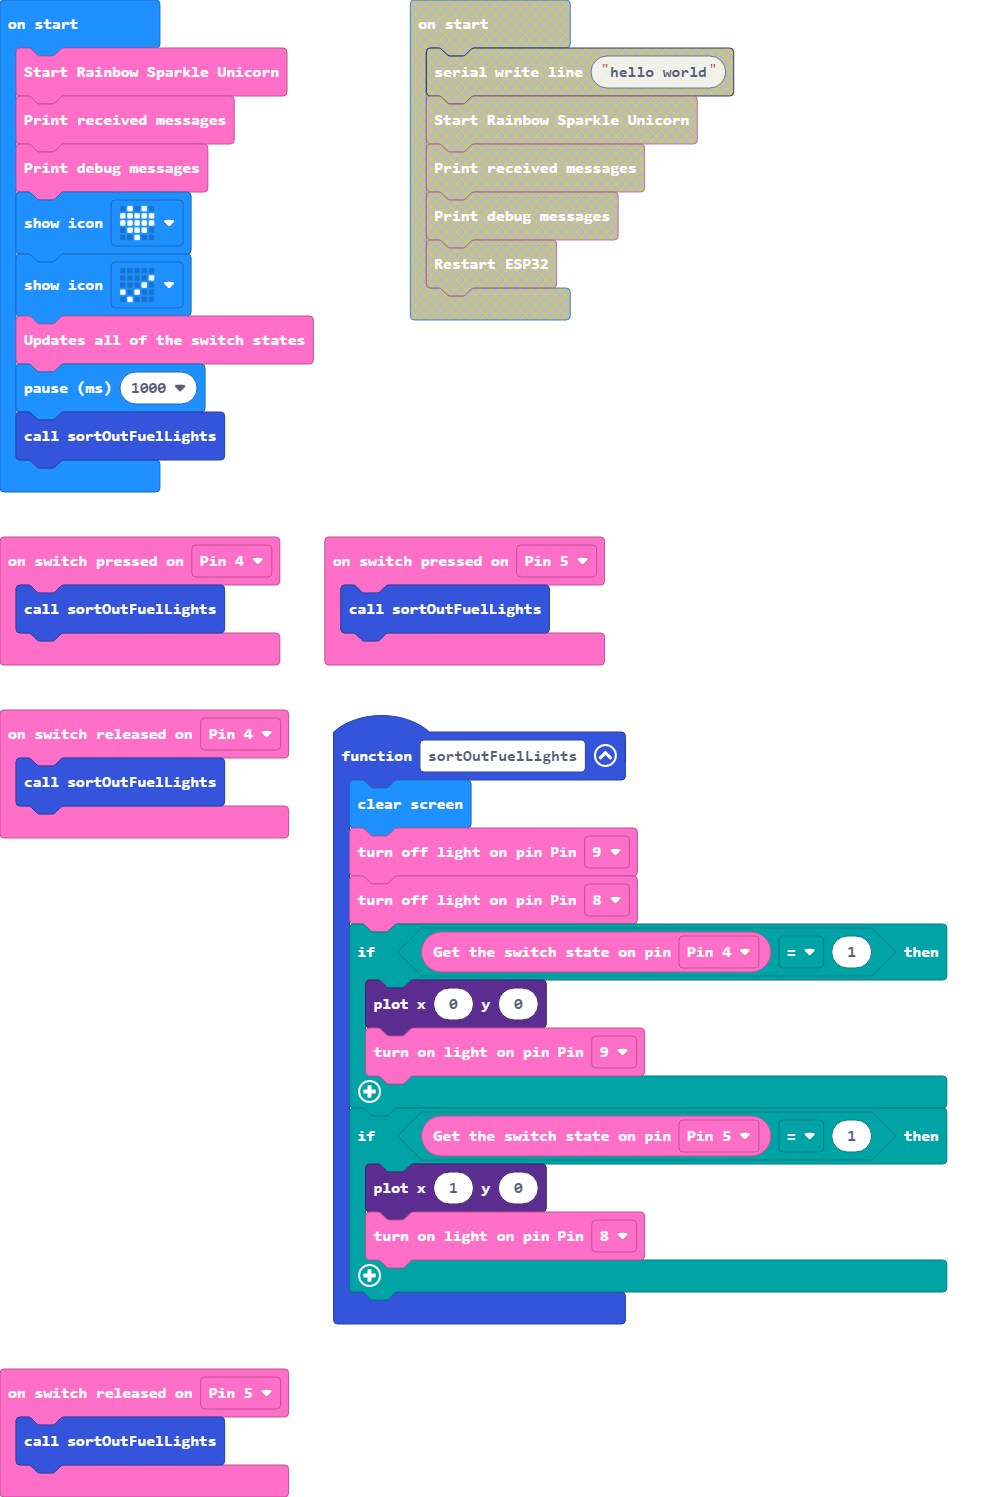 on start
Start Rainbow Sparkle Unicorn
Print received messages
Print debug messages
show icon
show icon
Updates all of the switch states
pause (ms) 1000
call sortOutFuelLights
on start
serial write line "hello world"
Start Rainbow Sparkle Unicorn
Print received messages
Print debug messages
Restart ESP32
on switch pressed on Pin 4
call sortOutFuelLights
on switch pressed on Pin 5
call sortOutFuelLights
on switch released on Pin 4
call sortOutFuelLights
function sortOutFuelLights
clear screen
turn off light on pin Pin 9
turn off light on pin Pin 8
if Get the switch state on pin Pin 4 = 1 then
plot x 0 y 0
turn on light on pin Pin 9
if Get the switch state on pin Pin 5 = 1 then
plot x 1 y 0
turn on light on pin Pin 8
on switch released on Pin 5
call sortOutFuelLights